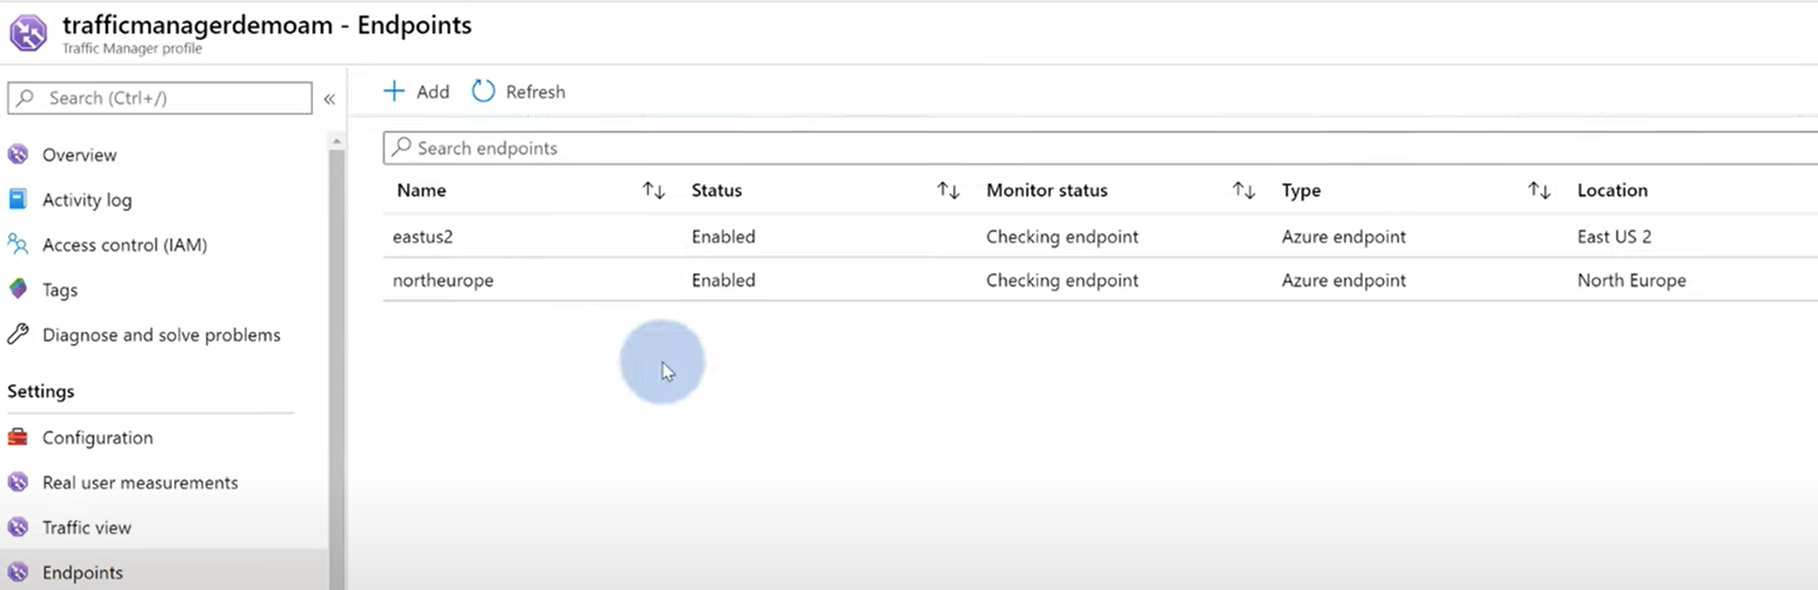 trafficmanagerdemoam - Endpoints
Traffic Manager profile
Search (Ctrl+/)
«
Add
Refresh
Overview
Activity log
Access control (IAM)
Tags
Diagnose and solve problems
Settings
Configuration
Real user measurements
Traffic view
Endpoints
Search endpoints
Name Status Monitor status Type Location
eastus2 Enabled Checking endpoint Azure endpoint East US 2
northeurope Enabled Checking endpoint Azure endpoint North Europe